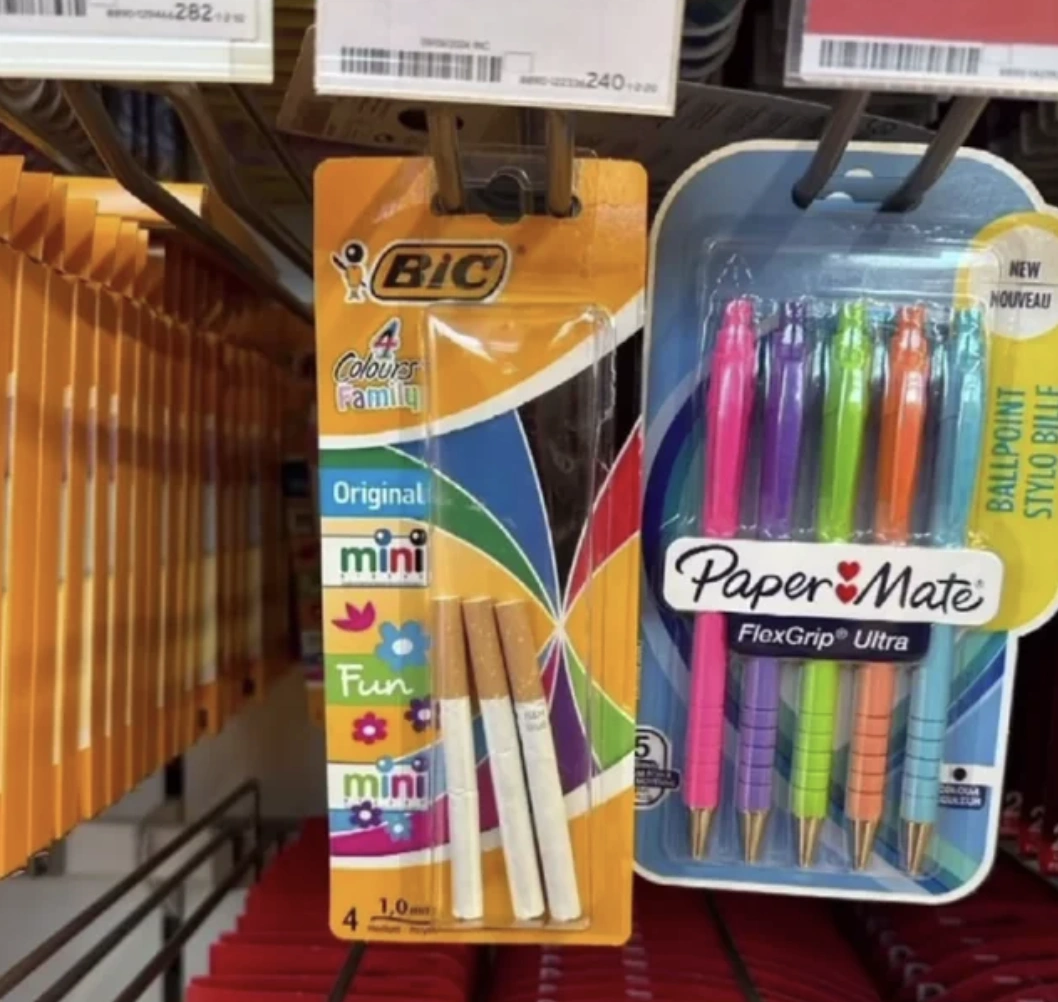 282
240
BiC
4
Colours
Family
Original
mini
Fun
mini
4
1,0 mm
NEW
NOUVEAU
BALLPOINT
STYLO BILLE
Paper Mate®
FlexGrip® Ultra
5